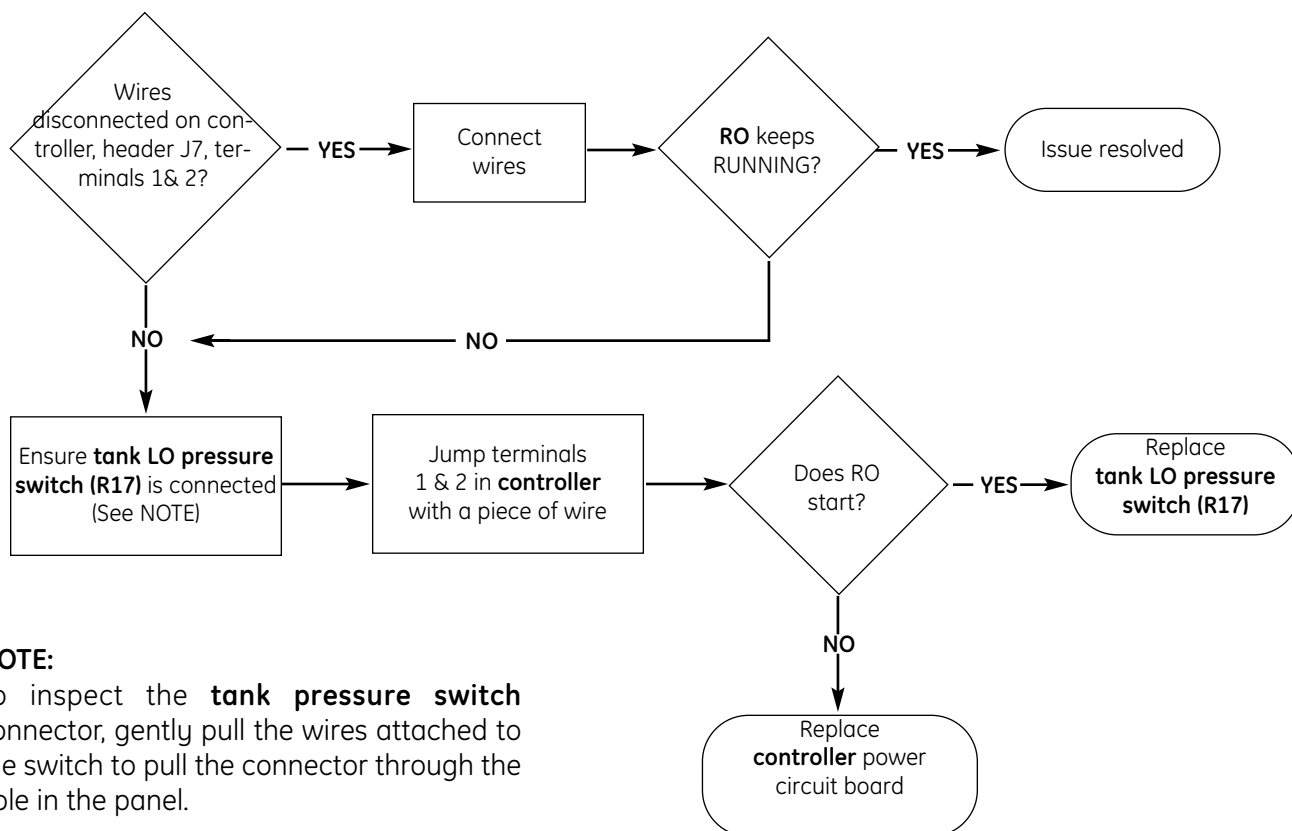 Wires
disconnected on con-
troller, header J7, ter-
minals 1& 2?
YES
Connect
wires
RO keeps
RUNNING?
YES
Issue resolved
NO
NO
Ensure tank LO pressure
switch (R17) is connected
(See NOTE)
Jump terminals
1 & 2 in controller
with a piece of wire
Does RO
start?
YES
Replace
tank LO pressure
switch (R17)
NO
Replace
controller power
circuit board
OTE:
o inspect the tank pressure switch
onnector, gently pull the wires attached to
e switch to pull the connector through the
ole in the panel.